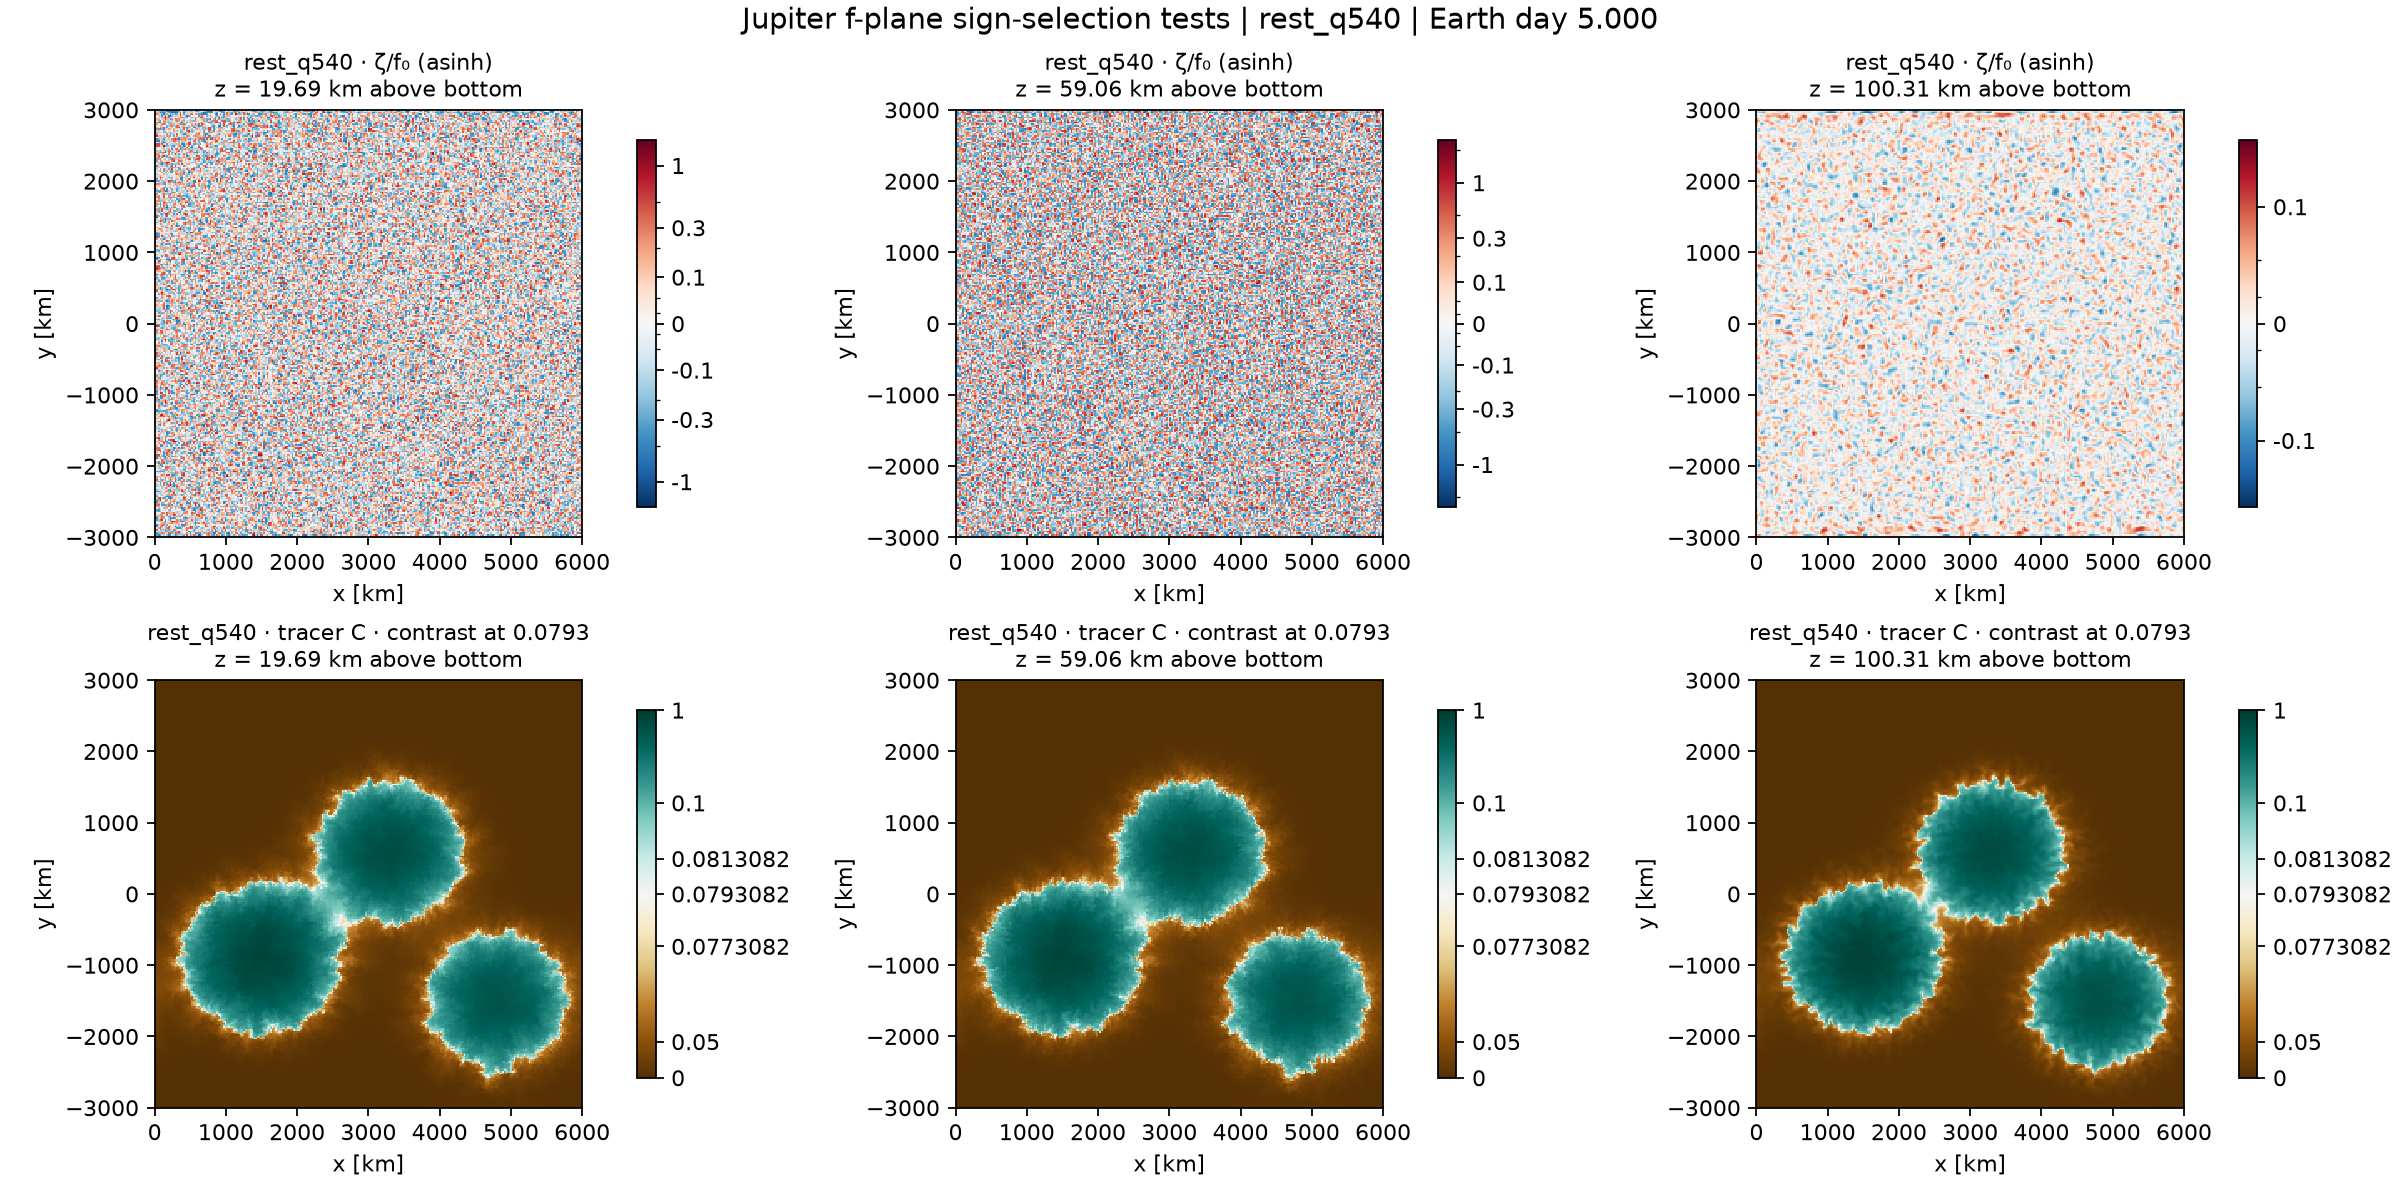 Jupiter f-plane sign-selection tests | rest_q540 | Earth day 5.000
rest_q540 · ζ/f₀ (asinh)
z = 19.69 km above bottom
3000
2000
1000
0
−1000
−2000
−3000
y [km]
0 1000 2000 3000 4000 5000 6000
x [km]
1
0.3
0.1
0
-0.1
-0.3
-1
rest_q540 · ζ/f₀ (asinh)
z = 59.06 km above bottom
3000
2000
1000
0
−1000
−2000
−3000
y [km]
0 1000 2000 3000 4000 5000 6000
x [km]
1
0.3
0.1
0
-0.1
-0.3
-1
rest_q540 · ζ/f₀ (asinh)
z = 100.31 km above bottom
3000
2000
1000
0
−1000
−2000
−3000
y [km]
0 1000 2000 3000 4000 5000 6000
x [km]
0.1
0
-0.1
rest_q540 · tracer C · contrast at 0.0793
z = 19.69 km above bottom
3000
2000
1000
0
−1000
−2000
−3000
y [km]
0 1000 2000 3000 4000 5000 6000
x [km]
1
0.1
0.0813082
0.0793082
0.0773082
0.05
0
rest_q540 · tracer C · contrast at 0.0793
z = 59.06 km above bottom
3000
2000
1000
0
−1000
−2000
−3000
y [km]
0 1000 2000 3000 4000 5000 6000
x [km]
1
0.1
0.0813082
0.0793082
0.0773082
0.05
0
rest_q540 · tracer C · contrast at 0.0793
z = 100.31 km above bottom
3000
2000
1000
0
−1000
−2000
−3000
y [km]
0 1000 2000 3000 4000 5000 6000
x [km]
1
0.1
0.0813082
0.0793082
0.0773082
0.05
0